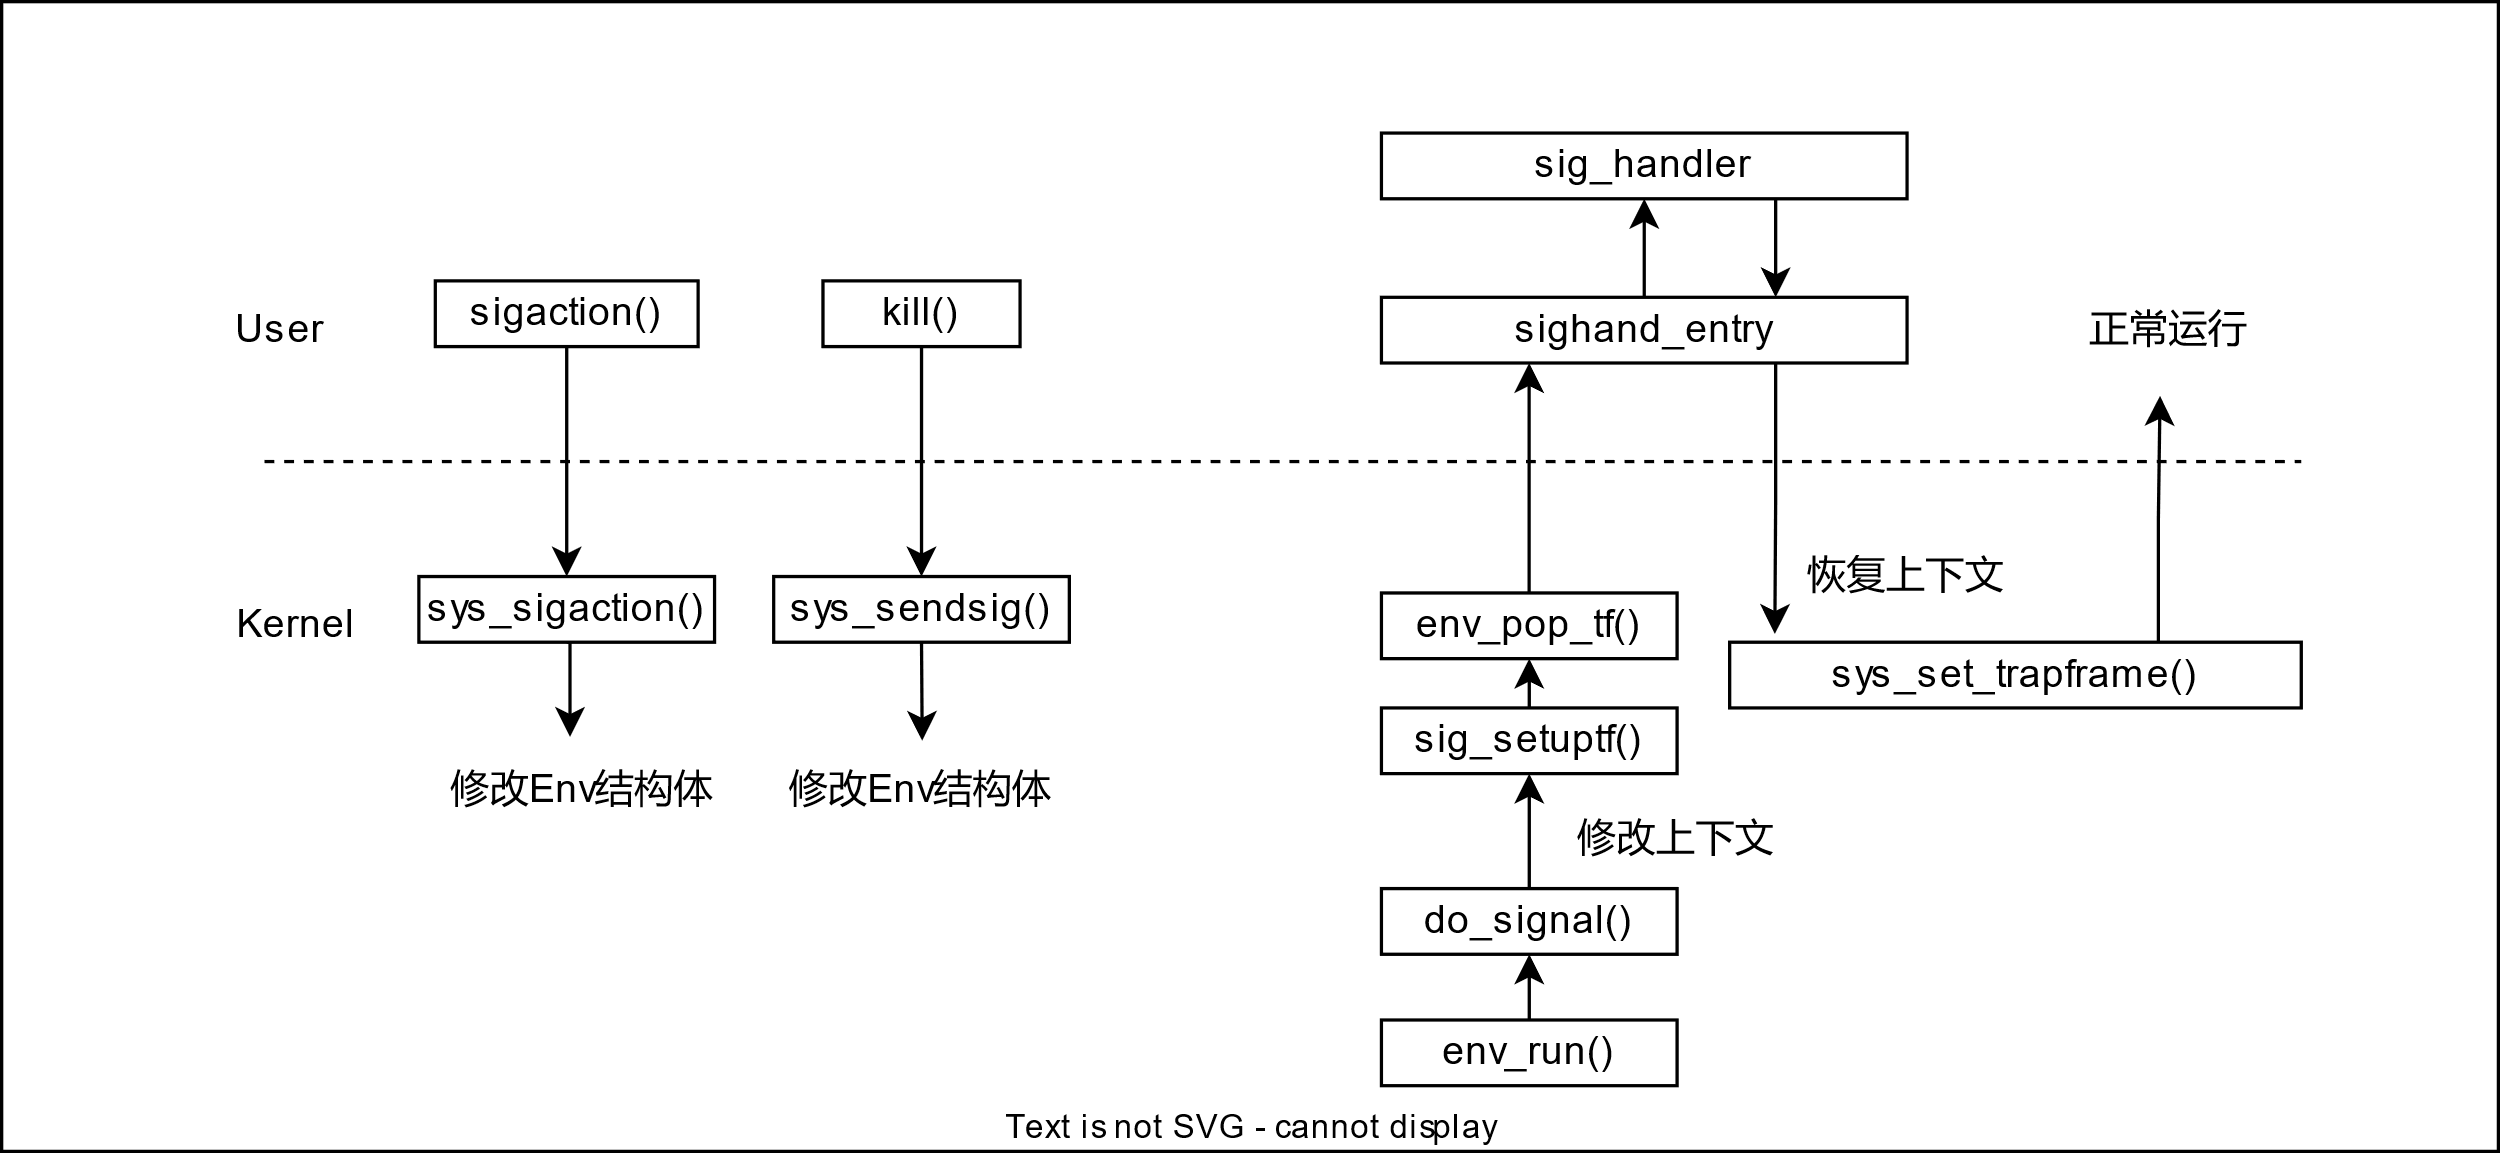 sig_handler
User
sigaction()
kill()
sighand_entry
正常运行
Kernel
sys_sigaction()
sys_sendsig()
env_pop_tf()
恢复上下文
sys_set_trapframe()
sig_setuptf()
修改Env结构体
修改Env结构体
修改上下文
do_signal()
env_run()
Text is not SVG - cannot display